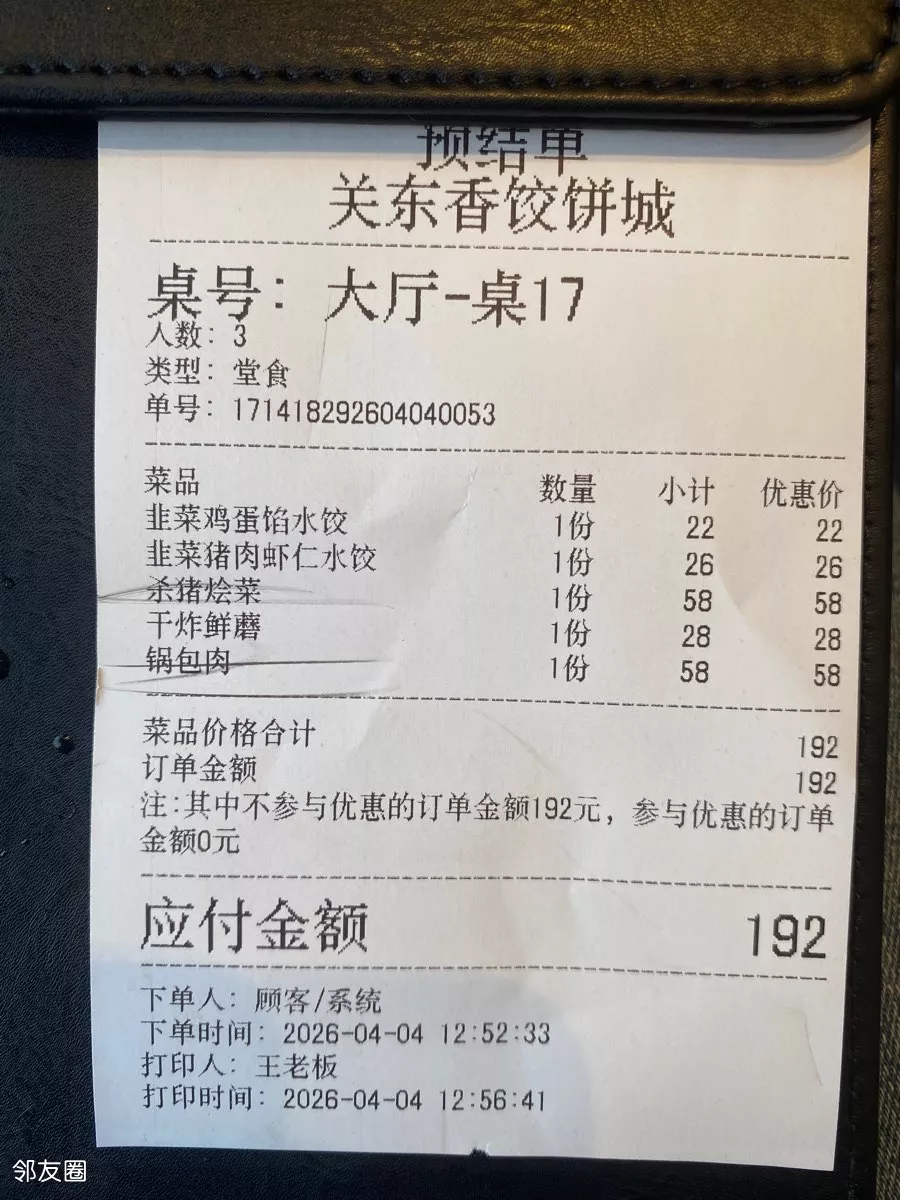 预结单
关东香饺饼城
桌号：大厅-桌17
人数：3
类型：堂食
单号：171418292604040053
菜品 数量 小计 优惠价
韭菜鸡蛋馅水饺 1份 22 22
韭菜猪肉虾仁水饺 1份 26 26
杀猪烩菜 1份 58 58
干炸鲜蘑 1份 28 28
锅包肉 1份 58 58
菜品价格合计 192
订单金额 192
注:其中不参与优惠的订单金额192元，参与优惠的订单
金额0元
应付金额 192
下单人：顾客/系统
下单时间：2026-04-04 12:52:33
打印人：王老板
打印时间：2026-04-04 12:56:41
邻友圈